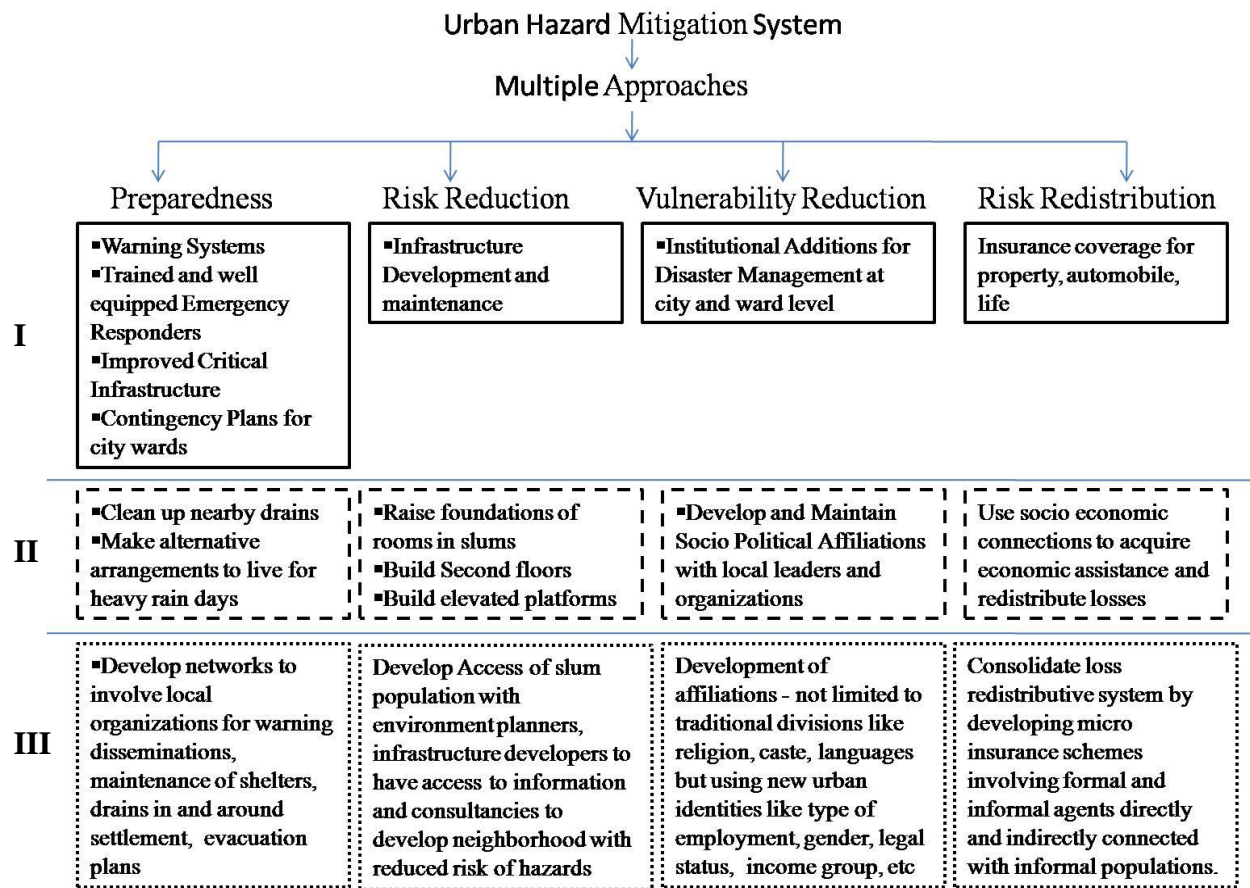 Urban Hazard Mitigation System
Multiple Approaches
Preparedness
Risk Reduction
Vulnerability Reduction
Risk Redistribution
I
▪Warning Systems
▪Trained and well
equipped Emergency
Responders
▪Improved Critical
Infrastructure
▪Contingency Plans for
city wards
▪Infrastructure
Development and
maintenance
▪Institutional Additions for
Disaster Management at
city and ward level
Insurance coverage for
property, automobile,
life
II
▪Clean up nearby drains
▪Make alternative
arrangements to live for
heavy rain days
▪Raise foundations of
rooms in slums
▪Build Second floors
▪Build elevated platforms
▪Develop and Maintain
Socio Political Affiliations
with local leaders and
organizations
Use socio economic
connections to acquire
economic assistance and
redistribute losses
III
▪Develop networks to
involve local
organizations for warning
disseminations,
maintenance of shelters,
drains in and around
settlement, evacuation
plans
Develop Access of slum
population with
environment planners,
infrastructure developers to
have access to information
and consultancies to
develop neighborhood with
reduced risk of hazards
Development of
affiliations - not limited to
traditional divisions like
religion, caste, languages
but using new urban
identities like type of
employment, gender, legal
status, income group, etc
Consolidate loss
redistributive system by
developing micro
insurance schemes
involving formal and
informal agents directly
and indirectly connected
with informal populations.